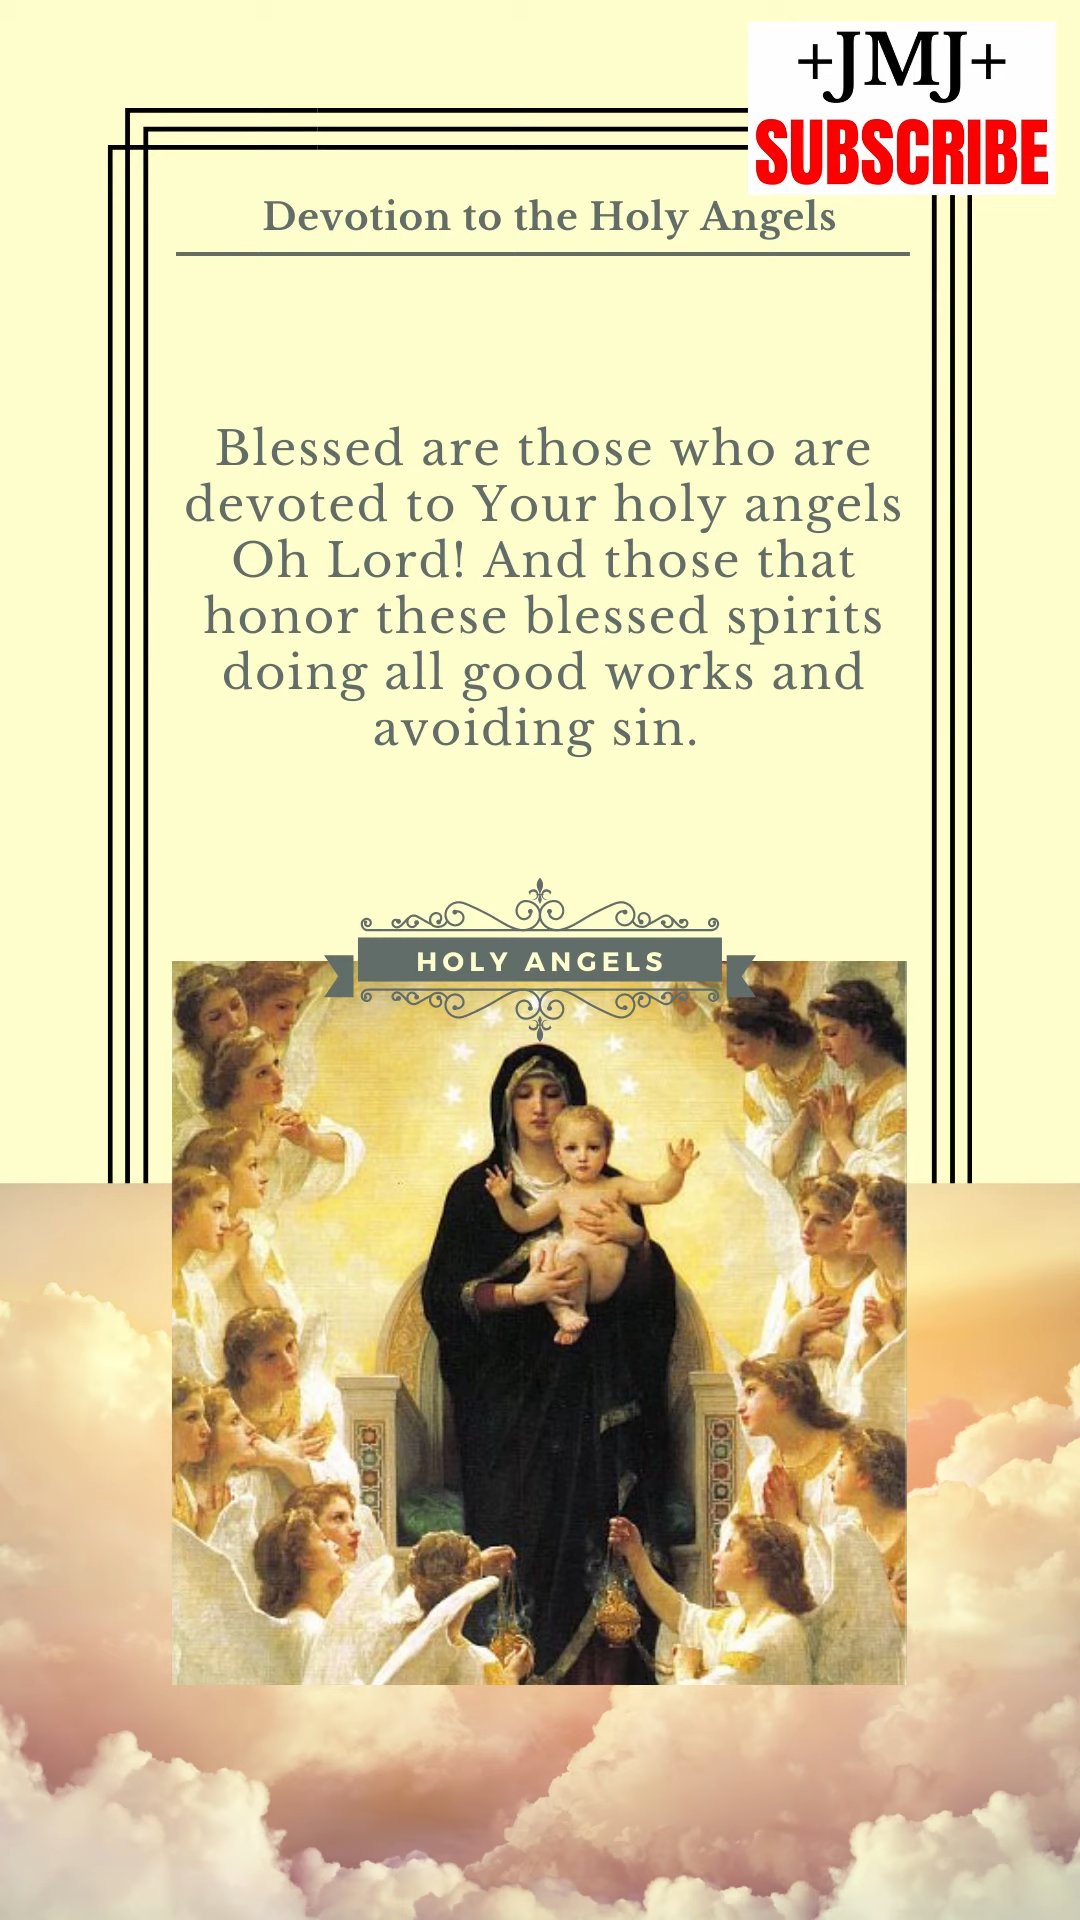 +JMJ+
SUBSCRIBE
Devotion to the Holy Angels
Blessed are those who are
devoted to Your holy angels
Oh Lord! And those that
honor these blessed spirits
doing all good works and
avoiding sin.
HOLY ANGELS